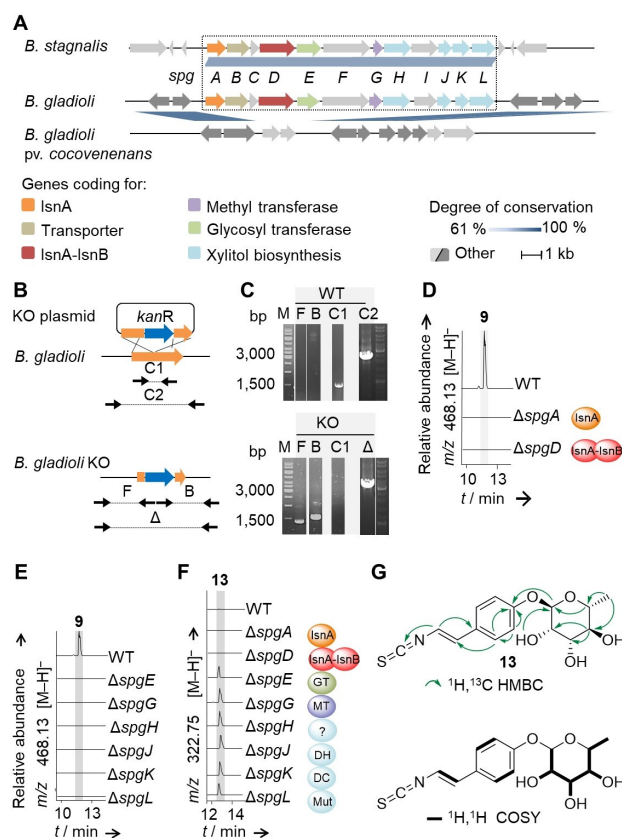 A
B. stagnalis
spg A B C D E F G H I J K L
B. gladioli
B. gladioli
pv. cocovenenans
Genes coding for:
IsnA
Transporter
IsnA-IsnB
Methyl transferase
Glycosyl transferase
Xylitol biosynthesis
Degree of conservation
61 % 100 %
Other 1 kb
B
KO plasmid kanR
B. gladioli
C1
C2
B. gladioli KO
F B
Δ
C
WT
bp M F B C1 C2
3,000
1,500
KO
bp M F B C1 Δ
3,000
1,500
D
9
Relative abundance
m/z 468.13 [M–H]⁻
WT
ΔspgA IsnA
ΔspgD IsnA-IsnB
10 13
t / min
E
9
Relative abundance
m/z 468.13 [M–H]⁻
WT
ΔspgE
ΔspgG
ΔspgH
ΔspgJ
ΔspgK
ΔspgL
10 13
t / min
F
13
m/z 322.75 [M–H]⁻
WT
ΔspgA IsnA
ΔspgD IsnA-IsnB
ΔspgE GT
ΔspgG MT
ΔspgH ?
ΔspgJ DH
ΔspgK DC
ΔspgL Mut
12 14
t / min
G
O O
S=C=N HO OH
OH
13
¹H,¹³C HMBC
O O
S=C=N HO OH
OH
¹H,¹H COSY